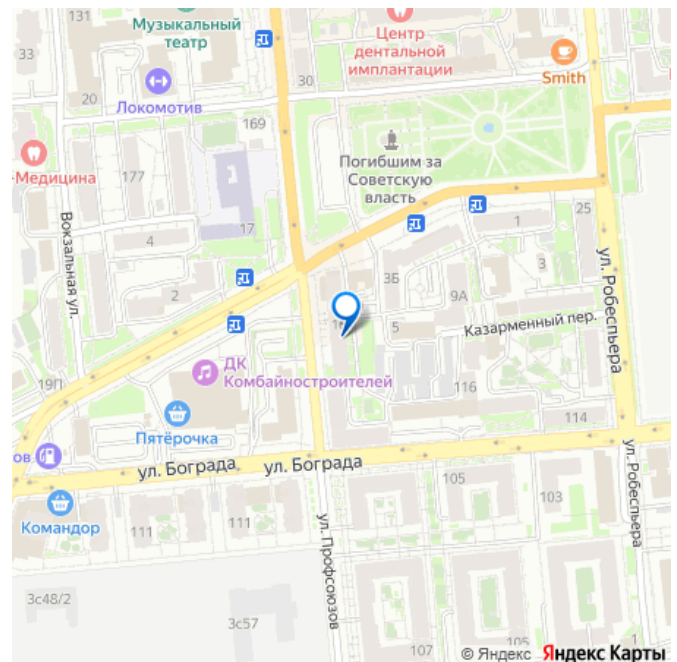 131
Музыкальный
театр
33
20
Локомотив
169
30
Центр
дентальной
имплантации
Smith
-Медицина
177
17
Погибшим за
Советскую
власть
Вокзальная ул.
4
2
1
25
3
3Б
9А
ул. Робеспьера
5
Казарменный пер.
19П
ДК
Комбайностроителей
116
114
Пятёрочка
ов
ул. Бограда
ул. Бограда
Командор
111
111
105
103
ул. Робеспьера
ул. Профсоюзов
3с48/2
3с57
107
105
1
© Яндекс Яндекс Карты